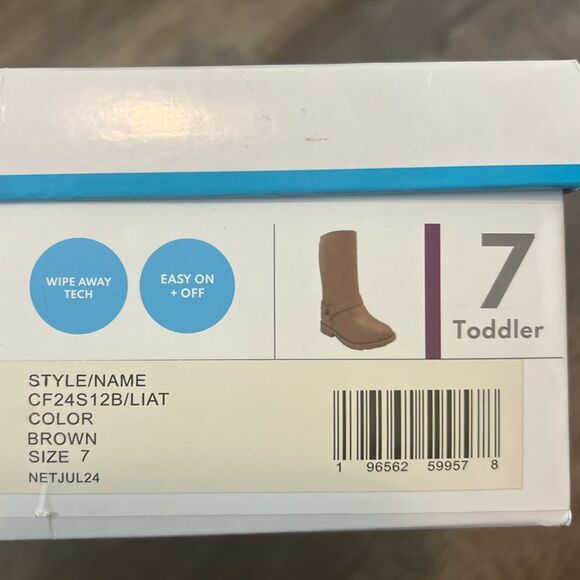 WIPE AWAY
TECH
EASY ON
+ OFF
7
Toddler
STYLE/NAME
CF24S12B/LIAT
COLOR
BROWN
SIZE 7
NETJUL24
1 96562 59957 8